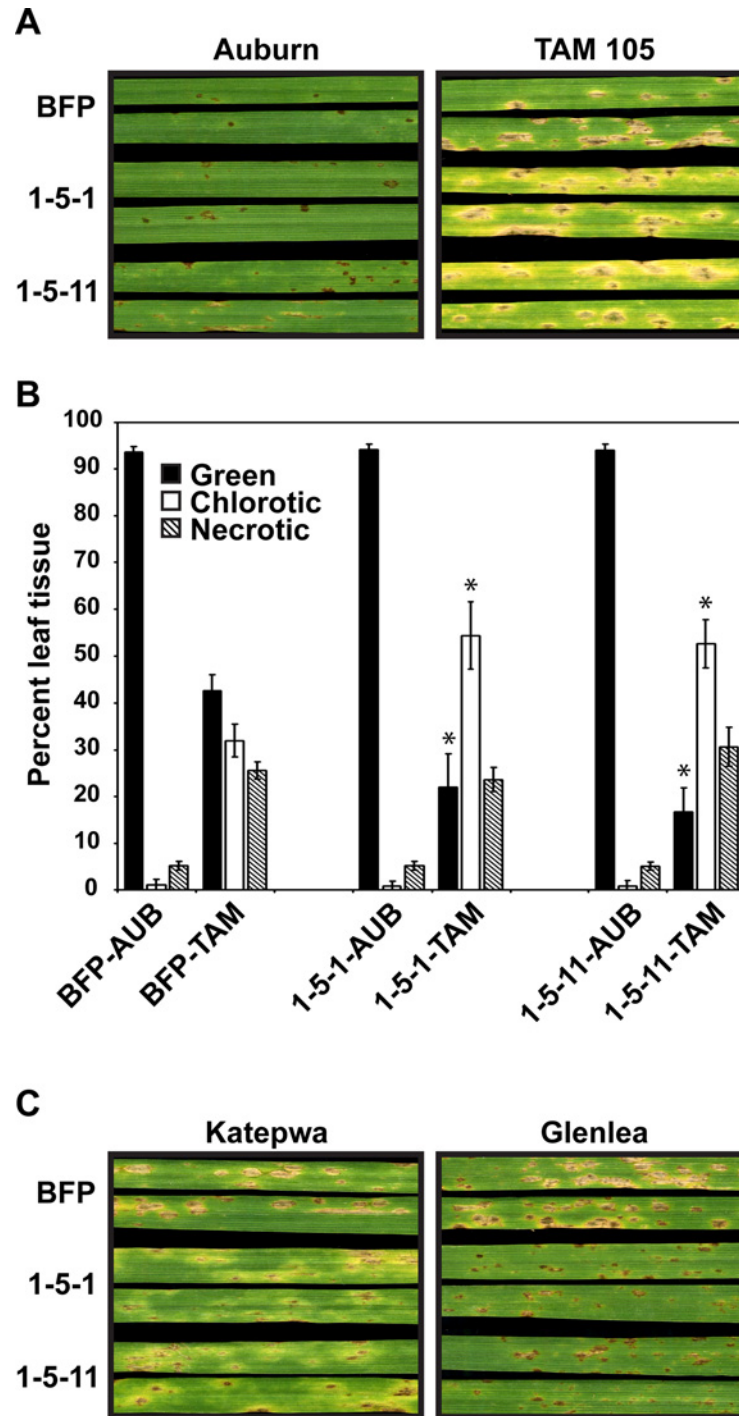 A
Auburn TAM 105
BFP
1-5-1
1-5-11
B
100
90
80
70
60
50
40
30
20
10
0
Percent leaf tissue
Green
Chlorotic
Necrotic
*
*
*
*
BFP-AUB
BFP-TAM
1-5-1-AUB
1-5-1-TAM
1-5-11-AUB
1-5-11-TAM
C
Katepwa Glenlea
BFP
1-5-1
1-5-11